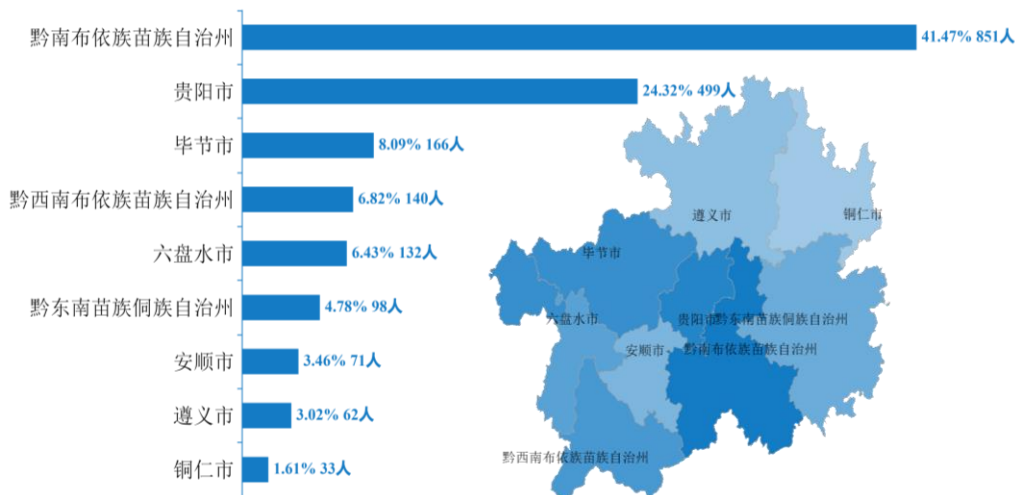 黔南布依族苗族自治州
41.47% 851人
贵阳市
24.32% 499人
毕节市
8.09% 166人
黔西南布依族苗族自治州
6.82% 140人
六盘水市
6.43% 132人
黔东南苗族侗族自治州
4.78% 98人
安顺市
3.46% 71人
遵义市
3.02% 62人
铜仁市
1.61% 33人
遵义市
铜仁市
毕节市
六盘水市
贵阳市
黔东南苗族侗族自治州
安顺市
黔南布依族苗族自治州
黔西南布依族苗族自治州